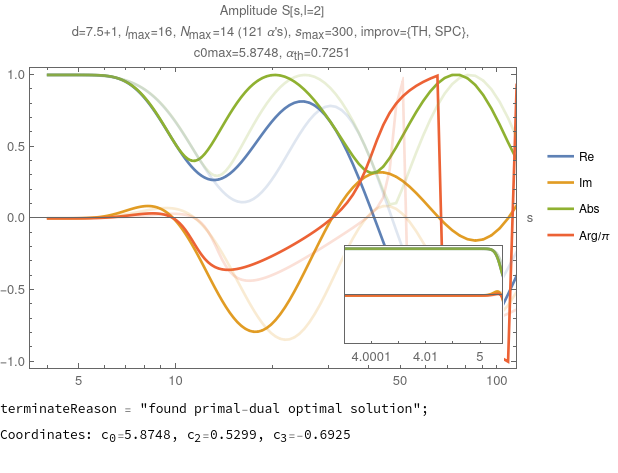 Amplitude S[s,l=2]
d=7.5+1, lmax=16, Nmax=14 (121 α's), smax=300, improv={TH, SPC},
c0max=5.8748, αth=0.7251
1.0
0.5
0.0
-0.5
-1.0
s
5
10
50
100
4.0001
4.01
5
Re
Im
Abs
Arg/π
terminateReason = "found primal-dual optimal solution";
Coordinates: c0=5.8748, c2=0.5299, c3=-0.6925